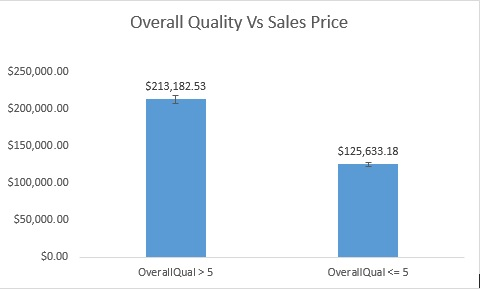 Overall Quality Vs Sales Price
$250,000.00
$200,000.00
$150,000.00
$100,000.00
$50,000.00
$0.00
$213,182.53
$125,633.18
OverallQual > 5
OverallQual <= 5